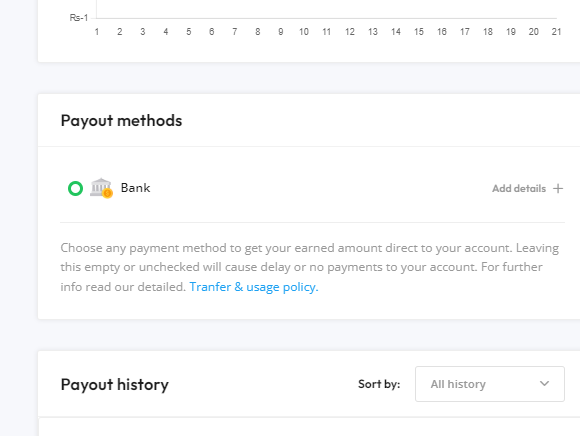 Rs-1
1 2 3 4 5 6 7 8 9 10 11 12 13 14 15 16 17 18 19 20 21
Payout methods
Bank Add details +
Choose any payment method to get your earned amount direct to your account. Leaving
this empty or unchecked will cause delay or no payments to your account. For further
info read our detailed. Tranfer & usage policy.
Payout history Sort by: All history